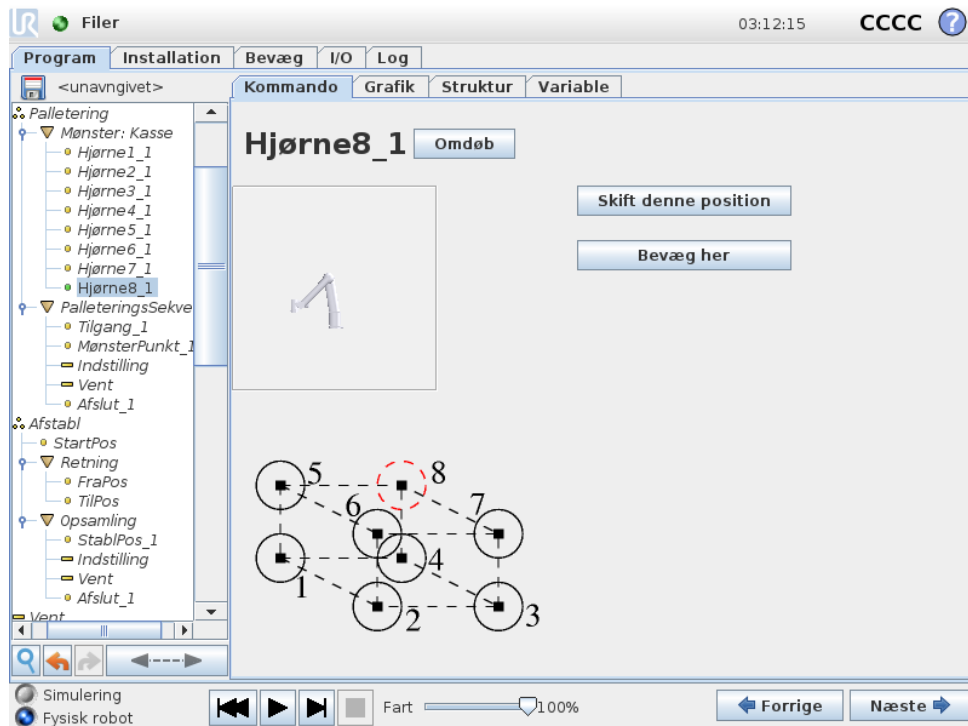 UR Filer 03:12:15 CCCC ?
Program Installation Bevæg I/O Log
<unavngivet>
Kommando Grafik Struktur Variable
Palletering
Mønster: Kasse
Hjørne1_1
Hjørne2_1
Hjørne3_1
Hjørne4_1
Hjørne5_1
Hjørne6_1
Hjørne7_1
Hjørne8_1
PalleteringsSekve
Tilgang_1
MønsterPunkt_1
Indstilling
Vent
Afslut_1
Afstabl
StartPos
Retning
FraPos
TilPos
Opsamling
StablPos_1
Indstilling
Vent
Afslut_1
Vent
Hjørne8_1 Omdøb
Skift denne position
Bevæg her
5 8
6 7
4
1 2 3
Simulering
Fysisk robot
Fart 100%
Forrige Næste